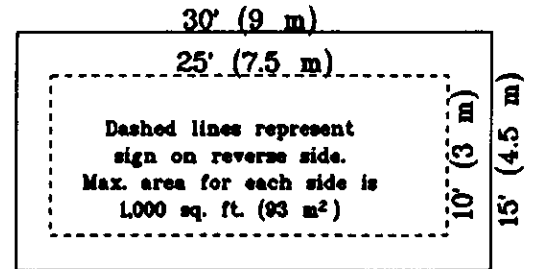 30' (9 m)
25' (7.5 m)
Dashed lines represent
sign on reverse side.
Max. area for each side is
1,000 sq. ft. (93 m²)
10' (3 m)
15' (4.5 m)